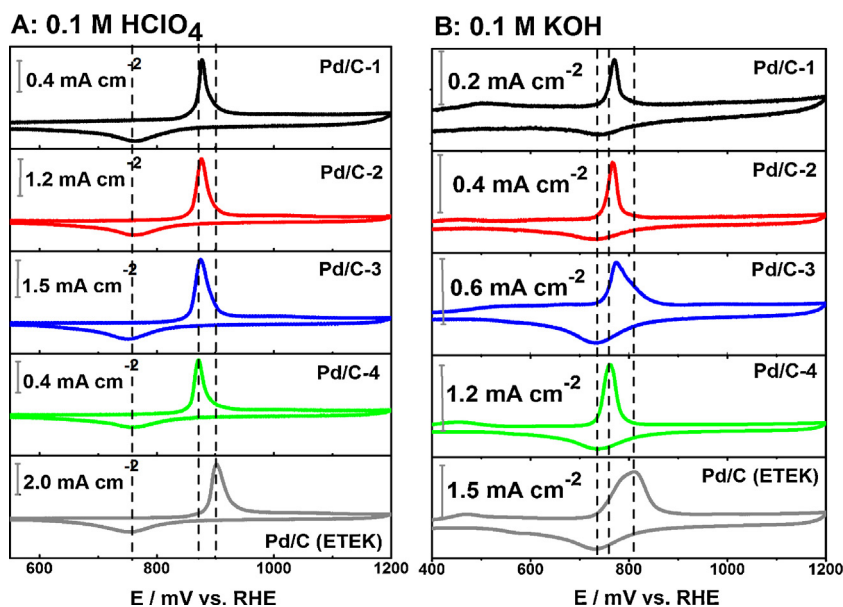 A: 0.1 M HClO4
0.4 mA cm-2
Pd/C-1
1.2 mA cm-2
Pd/C-2
1.5 mA cm-2
Pd/C-3
0.4 mA cm-2
Pd/C-4
2.0 mA cm-2
Pd/C (ETEK)
600 800 1000 1200
E / mV vs. RHE
B: 0.1 M KOH
0.2 mA cm-2
Pd/C-1
0.4 mA cm-2
Pd/C-2
0.6 mA cm-2
Pd/C-3
1.2 mA cm-2
Pd/C-4
1.5 mA cm-2
Pd/C (ETEK)
400 600 800 1000 1200
E / mV vs. RHE